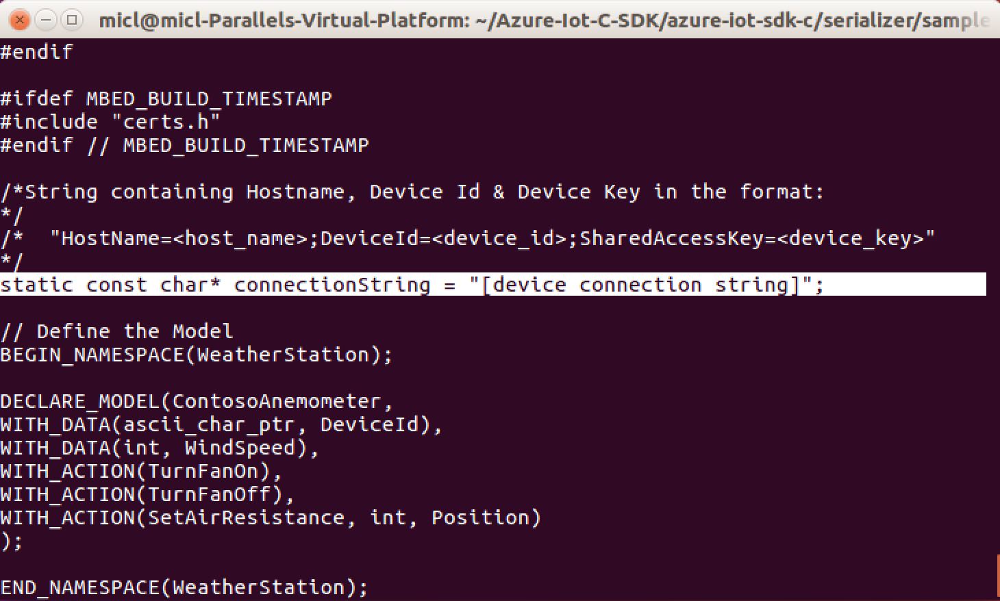 micl@micl-Parallels-Virtual-Platform: ~/Azure-Iot-C-SDK/azure-iot-sdk-c/serializer/sample
#endif
#ifdef MBED_BUILD_TIMESTAMP
#include "certs.h"
#endif // MBED_BUILD_TIMESTAMP
/*String containing Hostname, Device Id & Device Key in the format:
*/
/*  "HostName=<host_name>;DeviceId=<device_id>;SharedAccessKey=<device_key>"
*/
static const char* connectionString = "[device connection string]";
// Define the Model
BEGIN_NAMESPACE(WeatherStation);
DECLARE_MODEL(ContosoAnemometer,
WITH_DATA(ascii_char_ptr, DeviceId),
WITH_DATA(int, WindSpeed),
WITH_ACTION(TurnFanOn),
WITH_ACTION(TurnFanOff),
WITH_ACTION(SetAirResistance, int, Position)
);
END_NAMESPACE(WeatherStation);